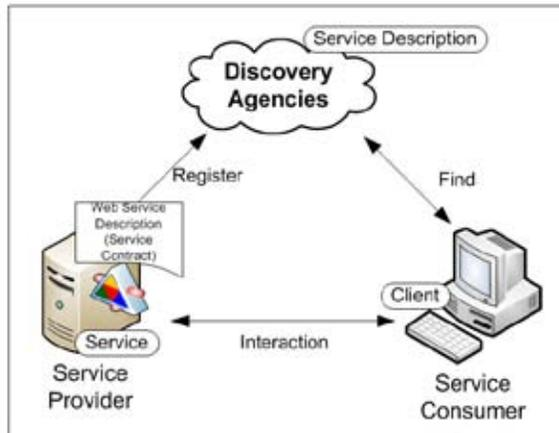 Service Description
Discovery
Agencies
Register
Find
Web Service
Description
(Service
Contract)
Client
Service
Interaction
Service
Provider
Service
Consumer